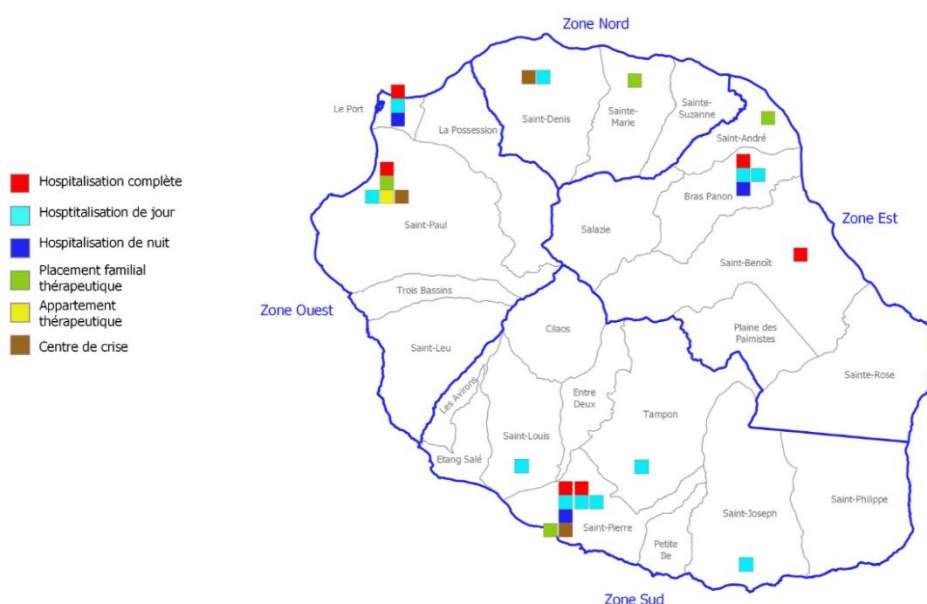 Zone Nord
Le Port
La Possession
Saint-Denis
Sainte-
Marie
Sainte-
Suzanne
Saint-André
Hospitalisation complète
Hosptitalisation de jour
Hospitalisation de nuit
Placement familial
thérapeutique
Appartement
thérapeutique
Centre de crise
Saint-Paul
Bras Panon
Salazie
Zone Est
Saint-Benoît
Trois Bassins
Zone Ouest
Cilaos
Saint-Leu
Plaine des
Palmistes
Sainte-Rose
Les Avirons
Entre
Deux
Tampon
Saint-Louis
Etang Salé
Saint-Pierre
Petite
Ile
Saint-Joseph
Saint-Philippe
Zone Sud